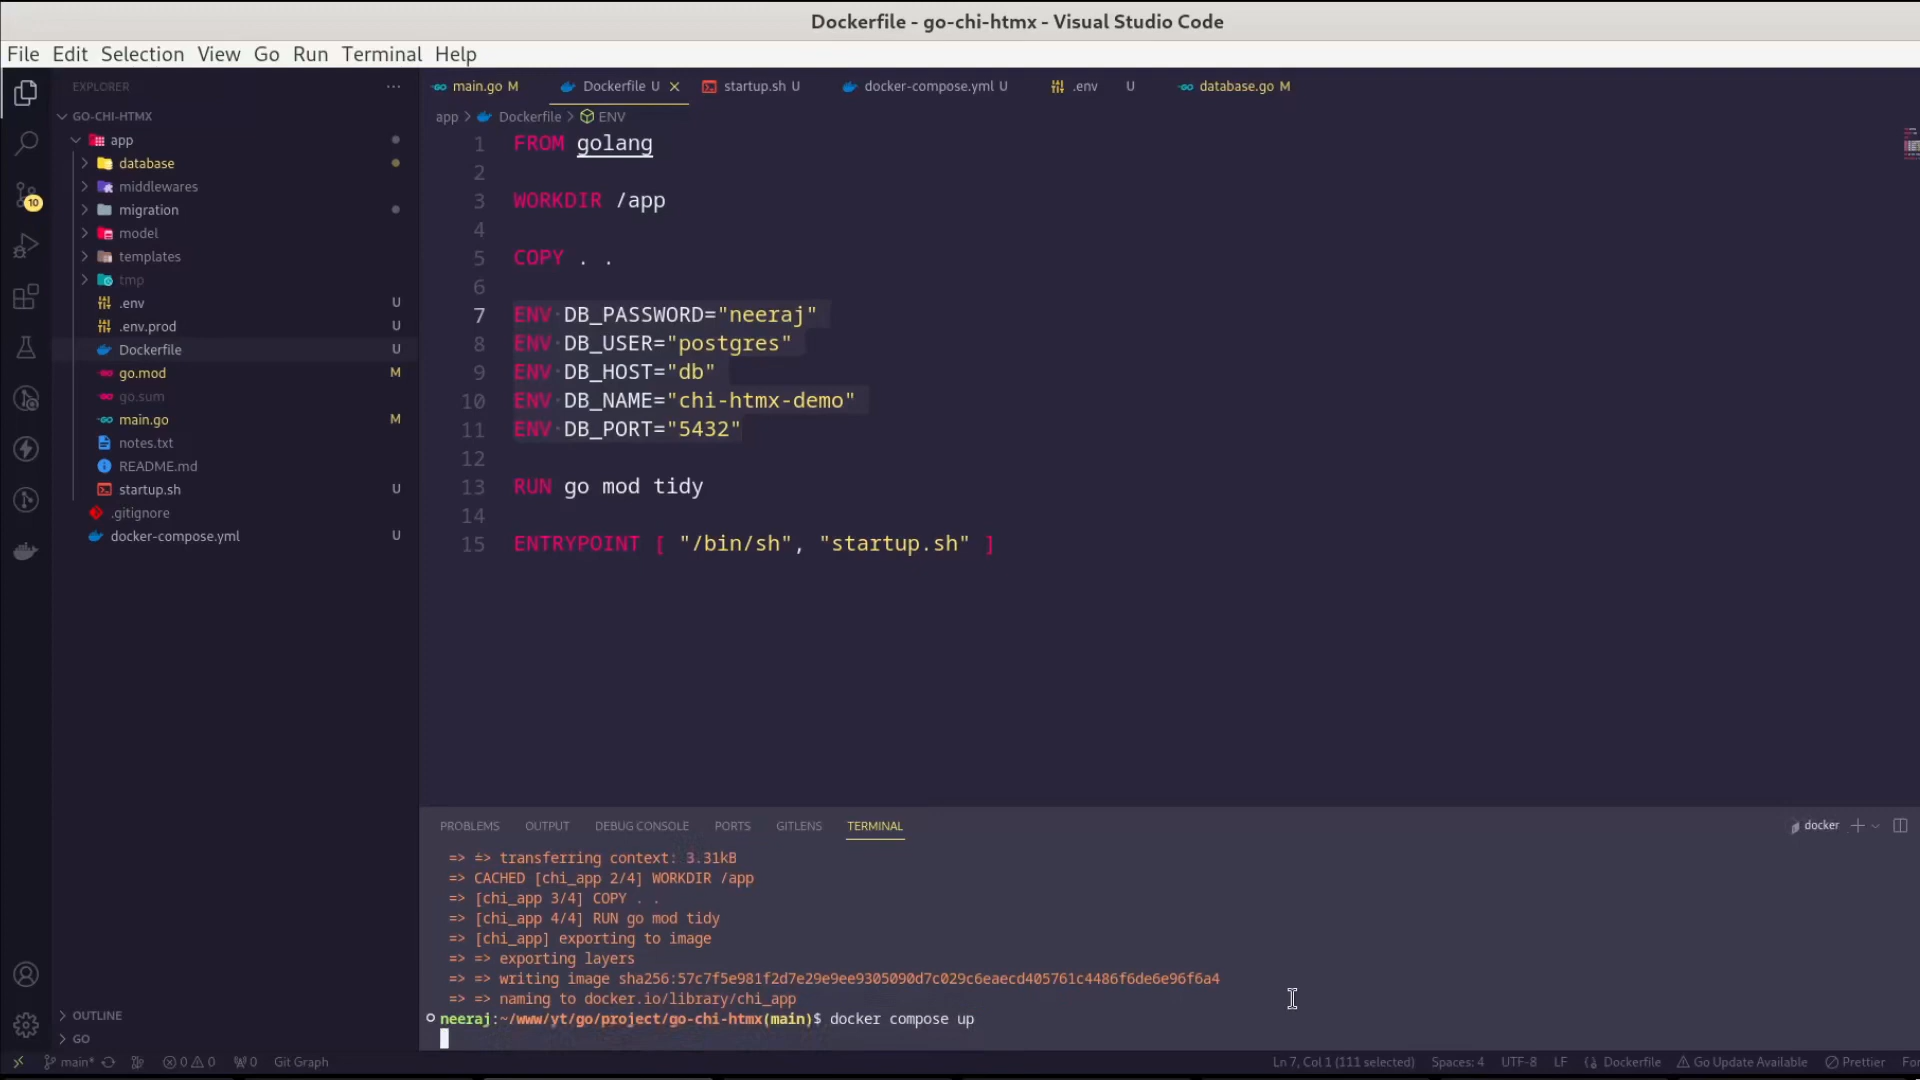 Dockerfile - go-chi-htmx - Visual Studio Code
File Edit Selection View Go Run Terminal Help
EXPLORER
main.go M
Dockerfile U
startup.sh U
docker-compose.yml U
.env U
database.go M
GO-CHI-HTMX
app > Dockerfile > ENV
app
database
middlewares
migration
model
templates
tmp
.env U
.env.prod U
Dockerfile U
go.mod M
go.sum
main.go M
notes.txt
README.md
startup.sh U
.gitignore
docker-compose.yml U
10
OUTLINE
GO
1 FROM golang
2
3 WORKDIR /app
4
5 COPY . .
6
7 ENV DB_PASSWORD="neeraj"
8 ENV DB_USER="postgres"
9 ENV DB_HOST="db"
10 ENV DB_NAME="chi-htmx-demo"
11 ENV DB_PORT="5432"
12
13 RUN go mod tidy
14
15 ENTRYPOINT [ "/bin/sh", "startup.sh" ]
PROBLEMS OUTPUT DEBUG CONSOLE PORTS GITLENS TERMINAL
docker
=> => transferring context: 3.31kB
=> CACHED [chi_app 2/4] WORKDIR /app
=> [chi_app 3/4] COPY . .
=> [chi_app 4/4] RUN go mod tidy
=> [chi_app] exporting to image
=> => exporting layers
=> => writing image sha256:57c7f5e981f2d7e29e9ee9305090d7c029c6eaecd405761c4486f6de6e96f6a4
=> => naming to docker.io/library/chi_app
neeraj:~/www/yt/go/project/go-chi-htmx(main)$ docker compose up
main* 0 0 0 Git Graph
Ln 7, Col 1 (111 selected) Spaces: 4 UTF-8 LF Dockerfile Go Update Available Prettier For